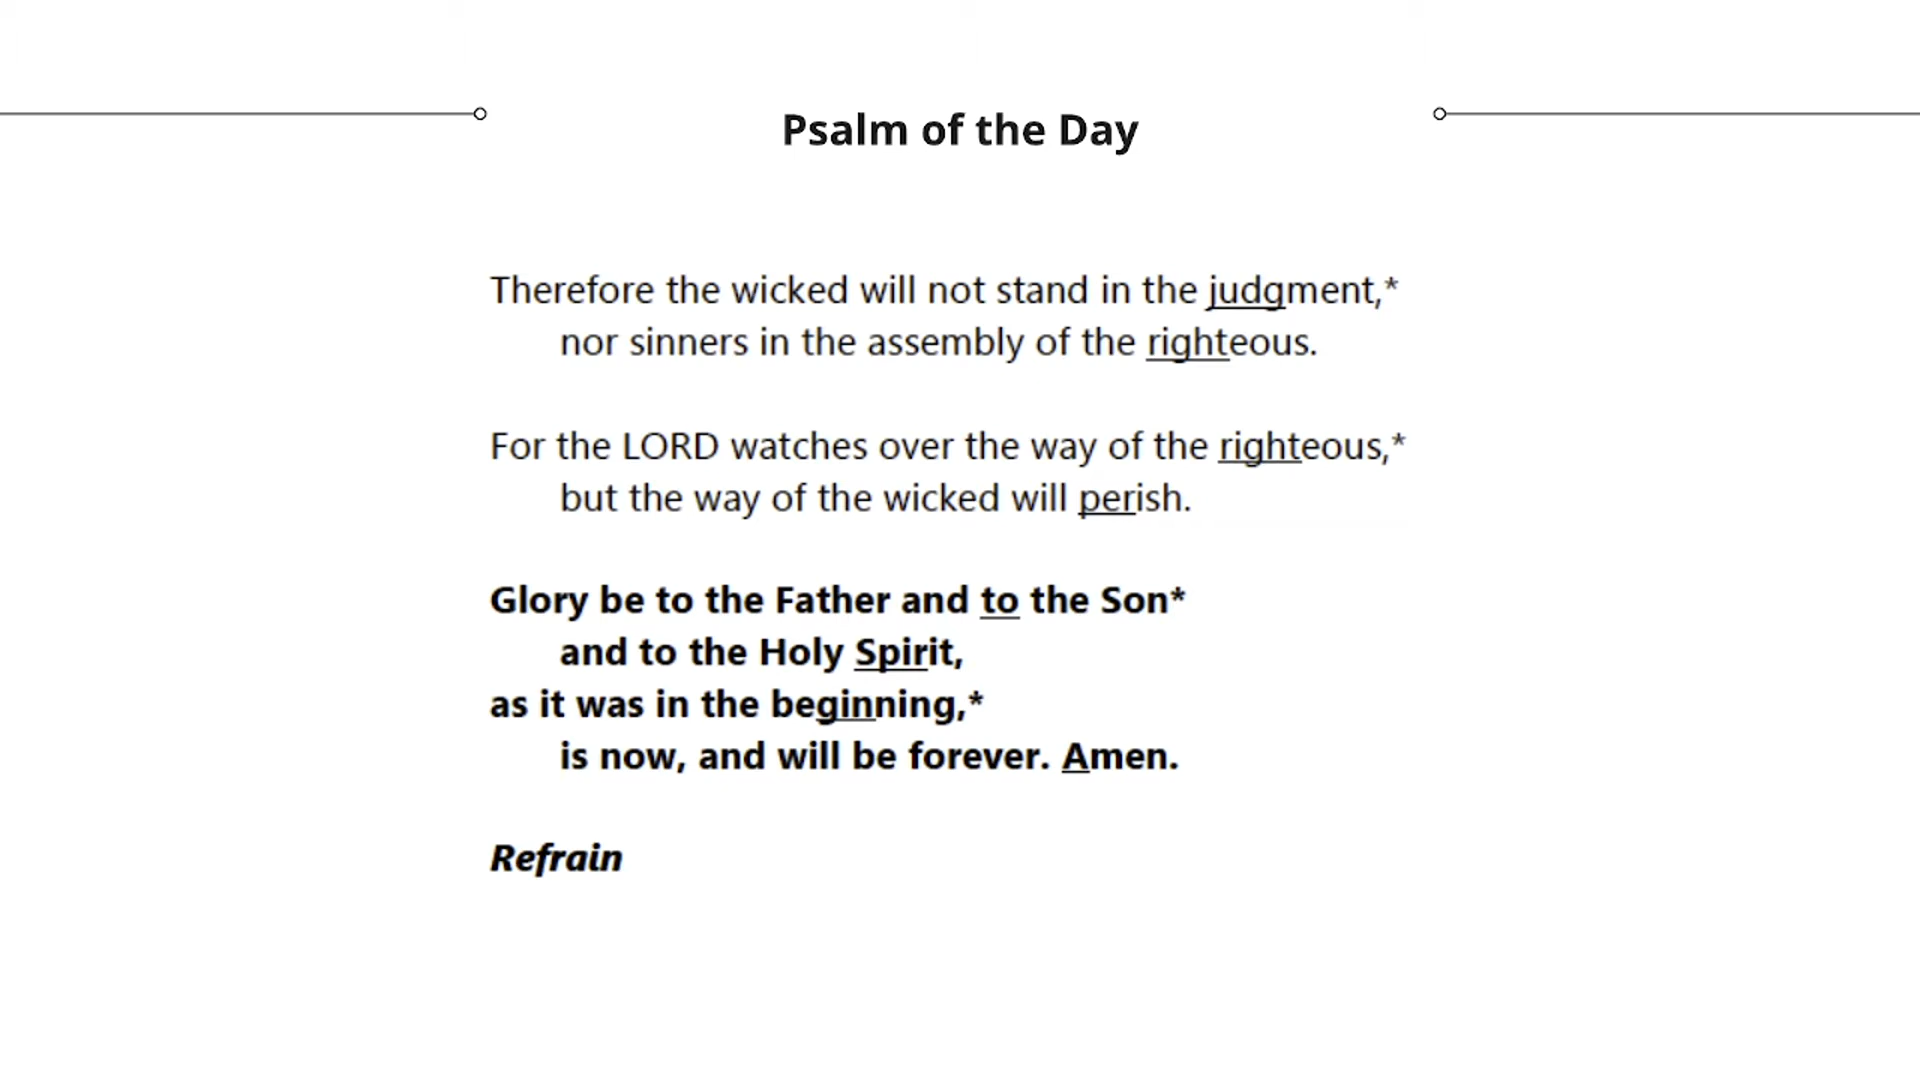 Psalm of the Day
Therefore the wicked will not stand in the judgment,*
nor sinners in the assembly of the righteous.
For the LORD watches over the way of the righteous,*
but the way of the wicked will perish.
Glory be to the Father and to the Son*
and to the Holy Spirit,
as it was in the beginning,*
is now, and will be forever. Amen.
Refrain